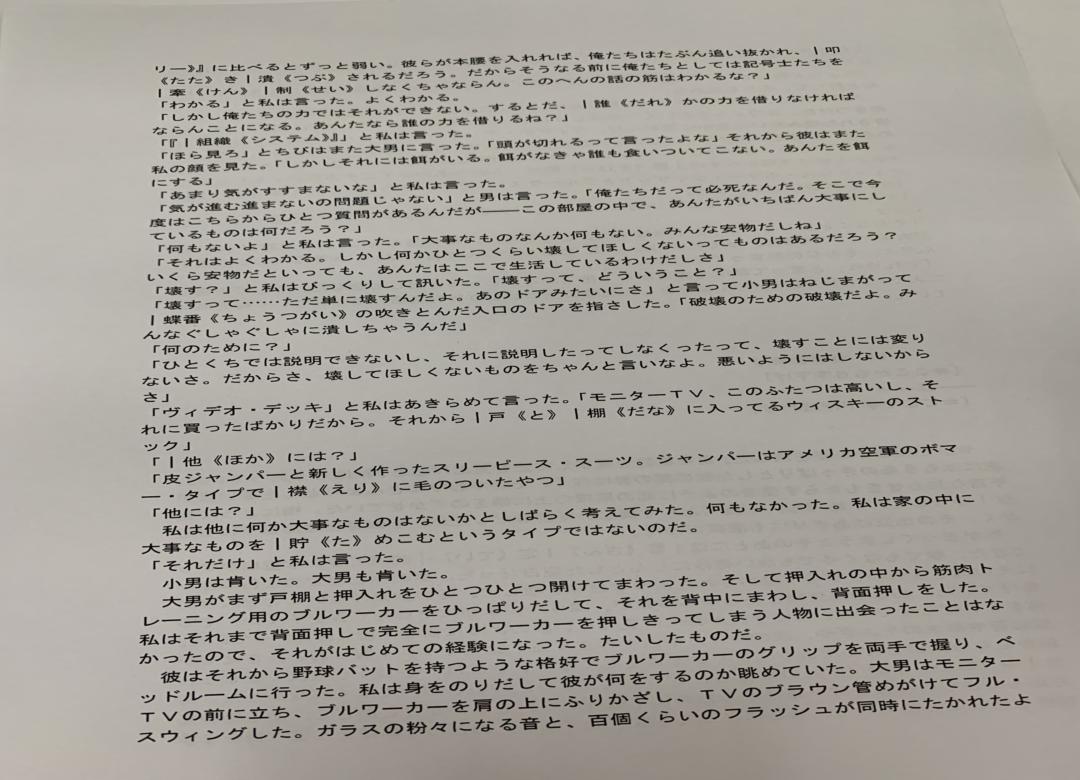 リー》』に比べるとずっと弱い。彼らが本腰を入れれば、俺たちはたぶん追い抜かれ、|叩
《たた》き|潰《つぶ》されるだろう。だからそうなる前に俺たちとしては記号士たちを
|牽《けん》|制《せい》しなくちゃならん。このへんの話の筋はわかるな?」
「わかる」と私は言った。よくわかる。
「しかし俺たちの力ではそれができない。するとだ、|誰《だれ》かの力を借りなければ
ならんことになる。あんたなら誰の力を借りるね?」
「『|組織《システム》』」と私は言った。
「ほら見ろ」とちびはまた大男に言った。「頭が切れるって言ったよな」それから彼はまた
私の顔を見た。「しかしそれには餌がいる。餌がなきゃ誰も食いついてこない。あんたを餌
にする」
「あまり気がすすまないな」と私は言った。
「気が進む進まないの問題じゃない」と男は言った。「俺たちだって必死なんだ。そこで今
度はこちらからひとつ質問があるんだが――この部屋の中で、あんたがいちばん大事にし
ているものは何だろう?」
「何もないよ」と私は言った。「大事なものなんか何もない。みんな安物だしね」
「それはよくわかる。しかし何かひとつくらい壊してほしくないってものはあるだろう?
いくら安物だといっても、あんたはここで生活しているわけだしさ」
「壊す?」と私はびっくりして訊いた。「壊すって、どういうこと?」
「壊すって……ただ単に壊すんだよ。あのドアみたいにさ」と言って小男はねじまがって
|蝶番《ちょうつがい》の吹きとんだ入口のドアを指さした。「破壊のための破壊だよ。み
んなぐしゃぐしゃに潰しちゃうんだ」
「何のために?」
「ひとくちでは説明できないし、それに説明したってしなくったって、壊すことには変り
ないさ。だからさ、壊してほしくないものをちゃんと言いなよ。悪いようにはしないから
さ」
「ヴィデオ・デッキ」と私はあきらめて言った。「モニターTV、このふたつは高いし、そ
れに買ったばかりだから。それから|戸《と》|棚《だな》に入ってるウィスキーのスト
ック」
「|他《ほか》には?」
「皮ジャンパーと新しく作ったスリーピース・スーツ。ジャンパーはアメリカ空軍のボマ
ー・タイプで|襟《えり》に毛のついたやつ」
「他には?」
　私は他に何か大事なものはないかとしばらく考えてみた。何もなかった。私は家の中に
大事なものを|貯《た》めこむというタイプではないのだ。
「それだけ」と私は言った。
　小男は肯いた。大男も肯いた。
　大男がまず戸棚と押入れをひとつひとつ開けてまわった。そして押入れの中から筋肉ト
レーニング用のブルワーカーをひっぱりだして、それを背中にまわし、背面押しをした。
私はそれまで背面押しで完全にブルワーカーを押しきってしまう人物に出会ったことはな
かったので、それがはじめての経験になった。たいしたものだ。
　彼はそれから野球バットを持つような格好でブルワーカーのグリップを両手で握り、ベ
ッドルームに行った。私は身をのりだして彼が何をするのか眺めていた。大男はモニター
TVの前に立ち、ブルワーカーを肩の上にふりかざし、TVのブラウン管めがけてフル・
スウィングした。ガラスの粉々になる音と、百個くらいのフラッシュが同時にたかれたよ